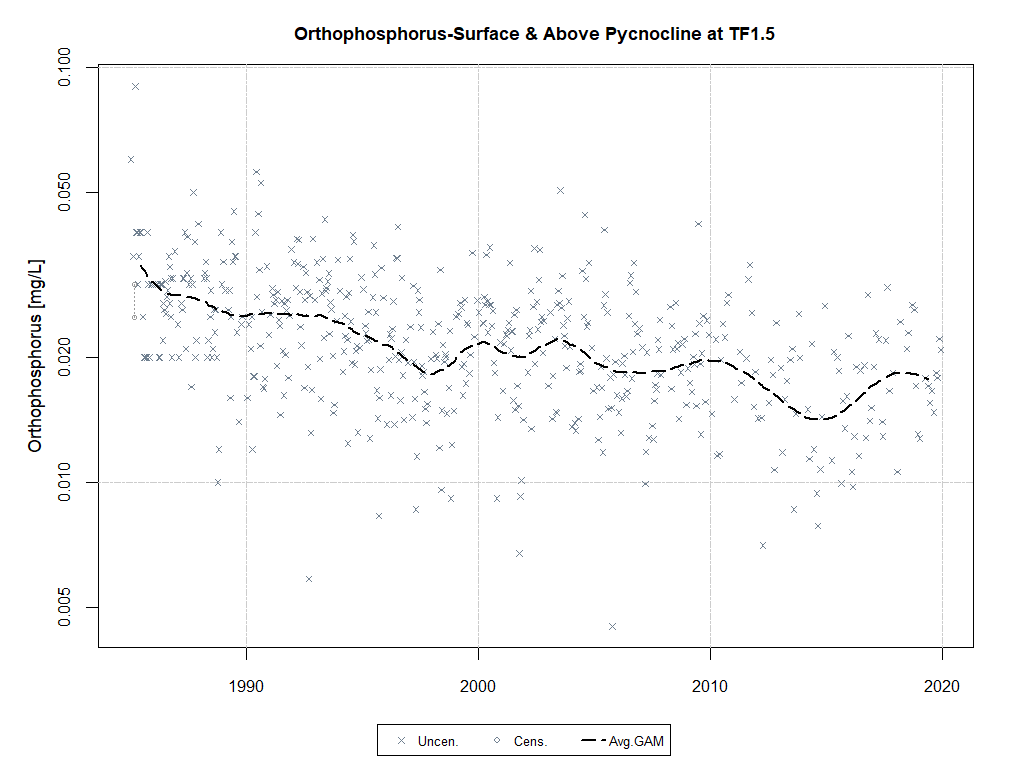 Orthophosphorus-Surface & Above Pycnocline at TF1.5
Orthophosphorus [mg/L]
0.100
0.050
0.020
0.010
0.005
1990 2000 2010 2020
Uncen. Cens. Avg.GAM